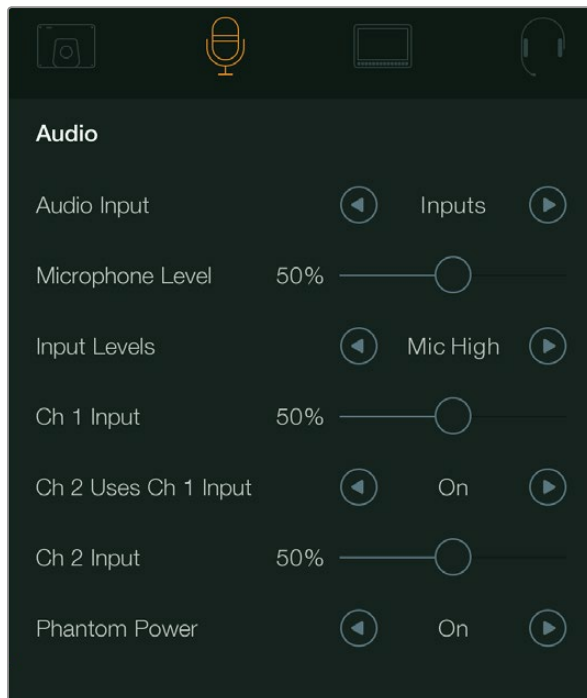 Audio
Audio Input Inputs
Microphone Level 50%
Input Levels Mic High
Ch 1 Input 50%
Ch 2 Uses Ch 1 Input On
Ch 2 Input 50%
Phantom Power On